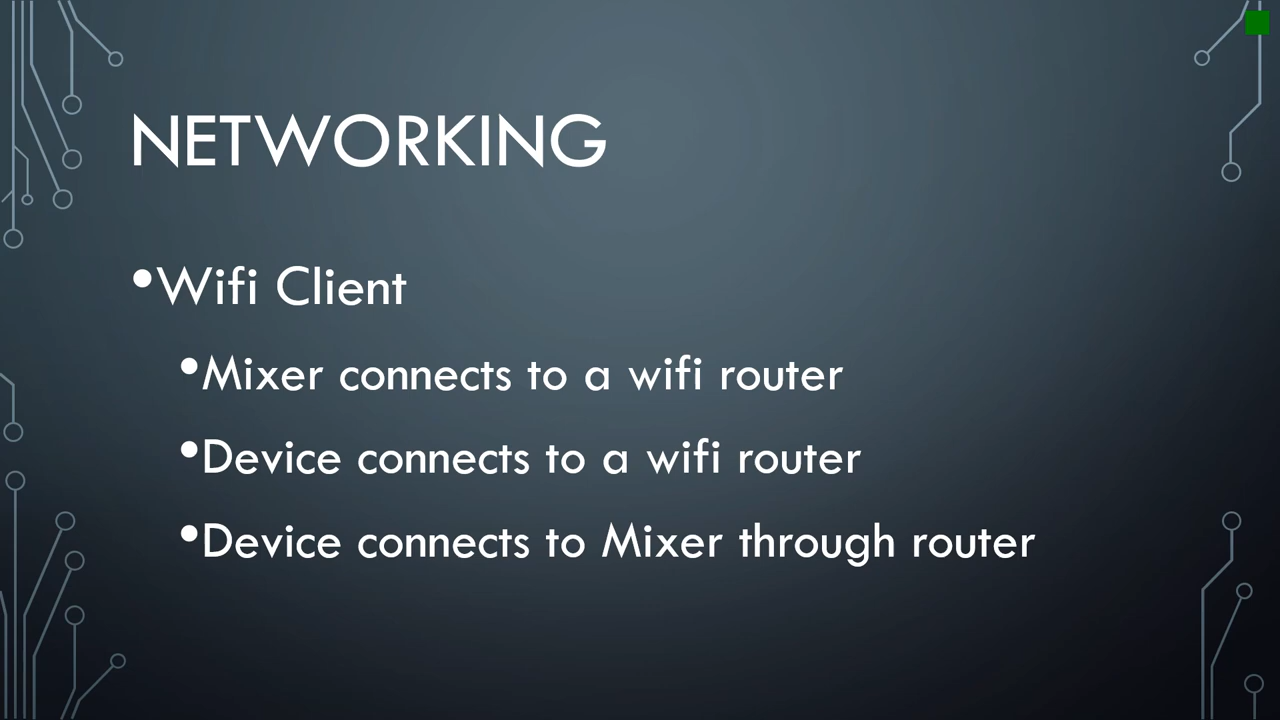 NETWORKING
•Wifi Client
•Mixer connects to a wifi router
•Device connects to a wifi router
•Device connects to Mixer through router